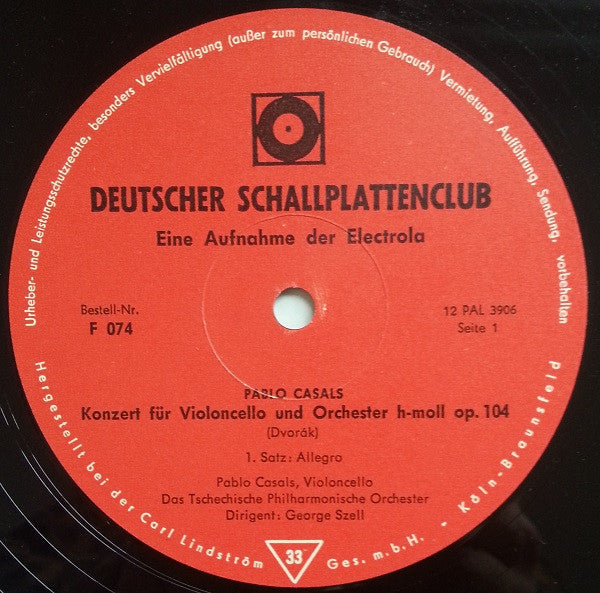 Urheber- und Leistungsschutzrechte, besonders Vervielfältigung (außer zum persönlichen Gebrauch) Vermietung, Aufführung, Sendung, vorbehalten
DEUTSCHER SCHALLPLATTENCLUB
Eine Aufnahme der Electrola
Bestell-Nr.
F 074
12 PAL 3906
Seite 1
PABLO CASALS
Konzert für Violoncello und Orchester h-moll op. 104
(Dvorák)
1. Satz: Allegro
Pablo Casals, Violoncello
Das Tschechische Philharmonische Orchester
Dirigent: George Szell
33
Hergestellt bei der Carl Lindström Ges. m. b. H. - Köln-Braunsfeld